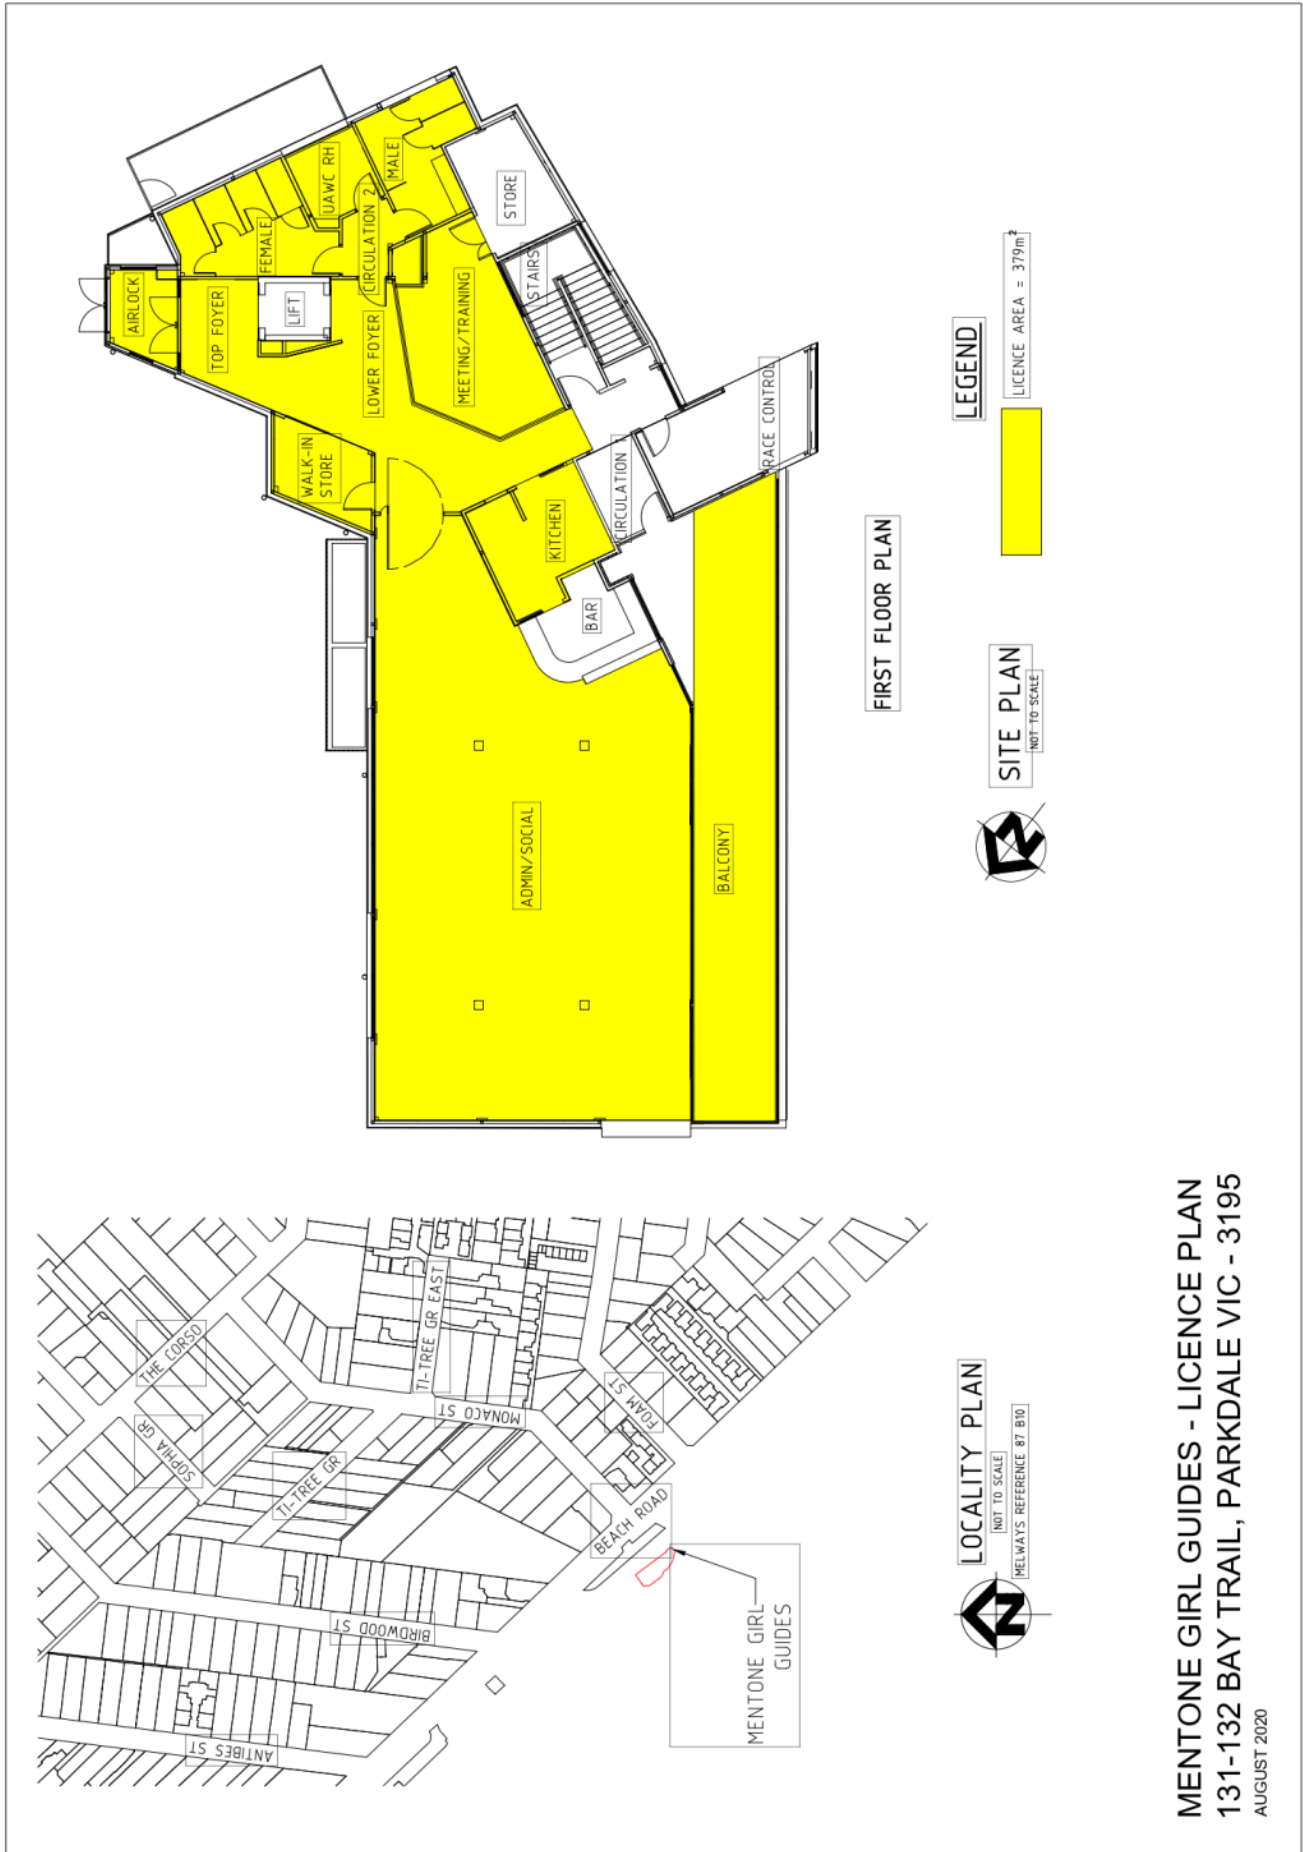 THE CORSO
SOPHIA GR
TI-TREE GR
TI-TREE GR EAST
MONACO ST
FOAM ST
BEACH ROAD
BIRDWOOD ST
ANTIBES ST
MENTONE GIRL
GUIDES
LOCALITY PLAN
NOT TO SCALE
MELWAYS REFERENCE 87 B10
N
AIRLOCK
TOP FOYER
FEMALE
LIFT
UAWC RH
MALE
CIRCULATION 2
LOWER FOYER
WALK-IN
STORE
MEETING/TRAINING
STORE
STAIRS
KITCHEN
CIRCULATION 1
RACE CONTROL
BAR
ADMIN/SOCIAL
BALCONY
FIRST FLOOR PLAN
SITE PLAN
NOT TO SCALE
N
LEGEND
LICENCE AREA = 379m²
MENTONE GIRL GUIDES - LICENCE PLAN
131-132 BAY TRAIL, PARKDALE VIC - 3195
AUGUST 2020